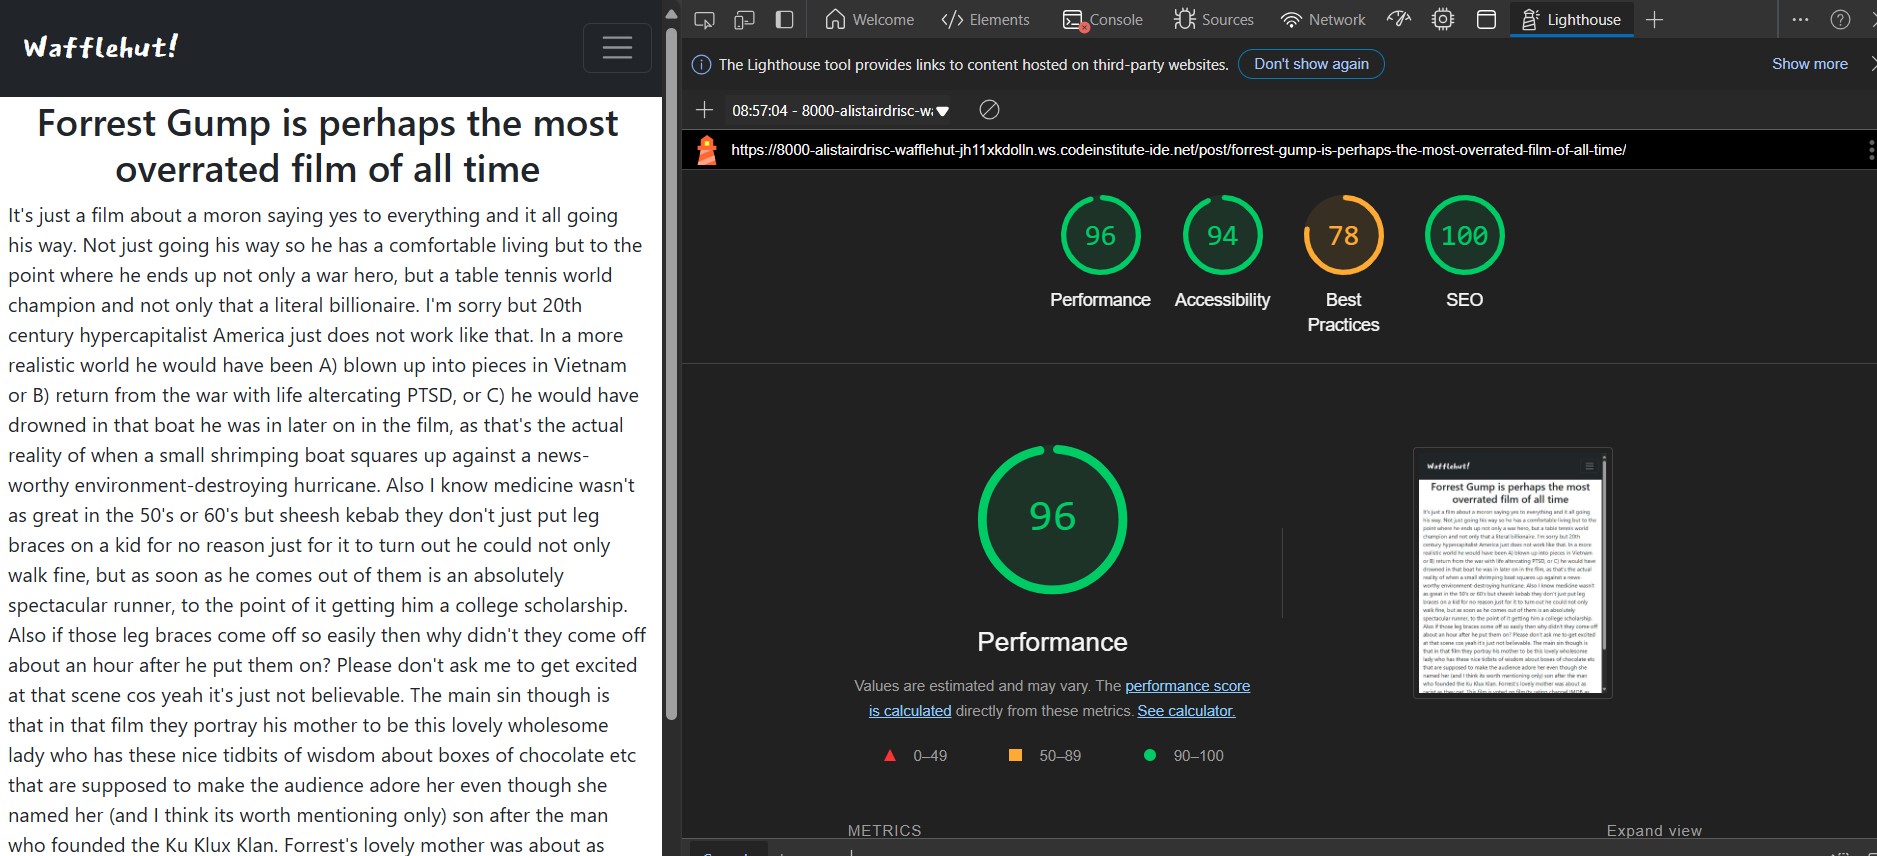 Wafflehut!
Forrest Gump is perhaps the most
overrated film of all time
It's just a film about a moron saying yes to everything and it all going
his way. Not just going his way so he has a comfortable living but to the
point where he ends up not only a war hero, but a table tennis world
champion and not only that a literal billionaire. I'm sorry but 20th
century hypercapitalist America just does not work like that. In a more
realistic world he would have been A) blown up into pieces in Vietnam
or B) return from the war with life altercating PTSD, or C) he would have
drowned in that boat he was in later on in the film, as that's the actual
reality of when a small shrimping boat squares up against a news-
worthy environment-destroying hurricane. Also I know medicine wasn't
as great in the 50's or 60's but sheesh kebab they don't just put leg
braces on a kid for no reason just for it to turn out he could not only
walk fine, but as soon as he comes out of them is an absolutely
spectacular runner, to the point of it getting him a college scholarship.
Also if those leg braces come off so easily then why didn't they come off
about an hour after he put them on? Please don't ask me to get excited
at that scene cos yeah it's just not believable. The main sin though is
that in that film they portray his mother to be this lovely wholesome
lady who has these nice tidbits of wisdom about boxes of chocolate etc
that are supposed to make the audience adore her even though she
named her (and I think its worth mentioning only) son after the man
who founded the Ku Klux Klan. Forrest's lovely mother was about as
Welcome
Elements
Console
Sources
Network
Lighthouse
The Lighthouse tool provides links to content hosted on third-party websites.
Don't show again
Show more
08:57:04 - 8000-alistairdrisc-wa
https://8000-alistairdrisc-wafflehut-jh11xkdolln.ws.codeinstitute-ide.net/post/forrest-gump-is-perhaps-the-most-overrated-film-of-all-time/
96
94
78
100
Performance
Accessibility
Best
Practices
SEO
96
Performance
Values are estimated and may vary. The performance score
is calculated directly from these metrics. See calculator.
0–49
50–89
90–100
METRICS
Expand view
Wafflehut!
Forrest Gump is perhaps the most
overrated film of all time